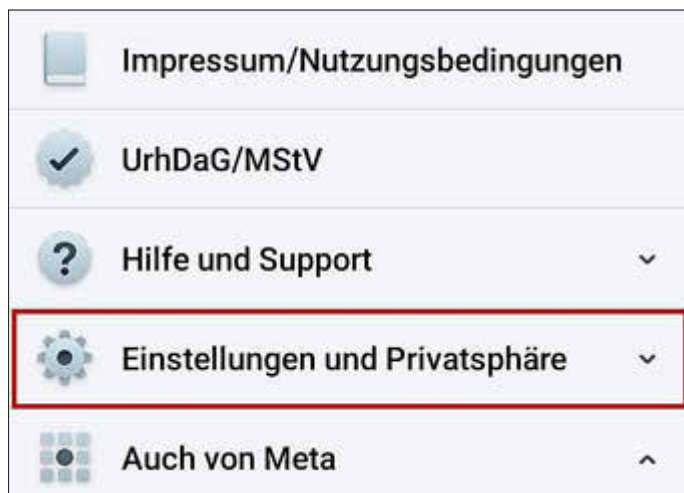 Impressum/Nutzungsbedingungen
UrhDaG/MStV
Hilfe und Support
Einstellungen und Privatsphäre
Auch von Meta